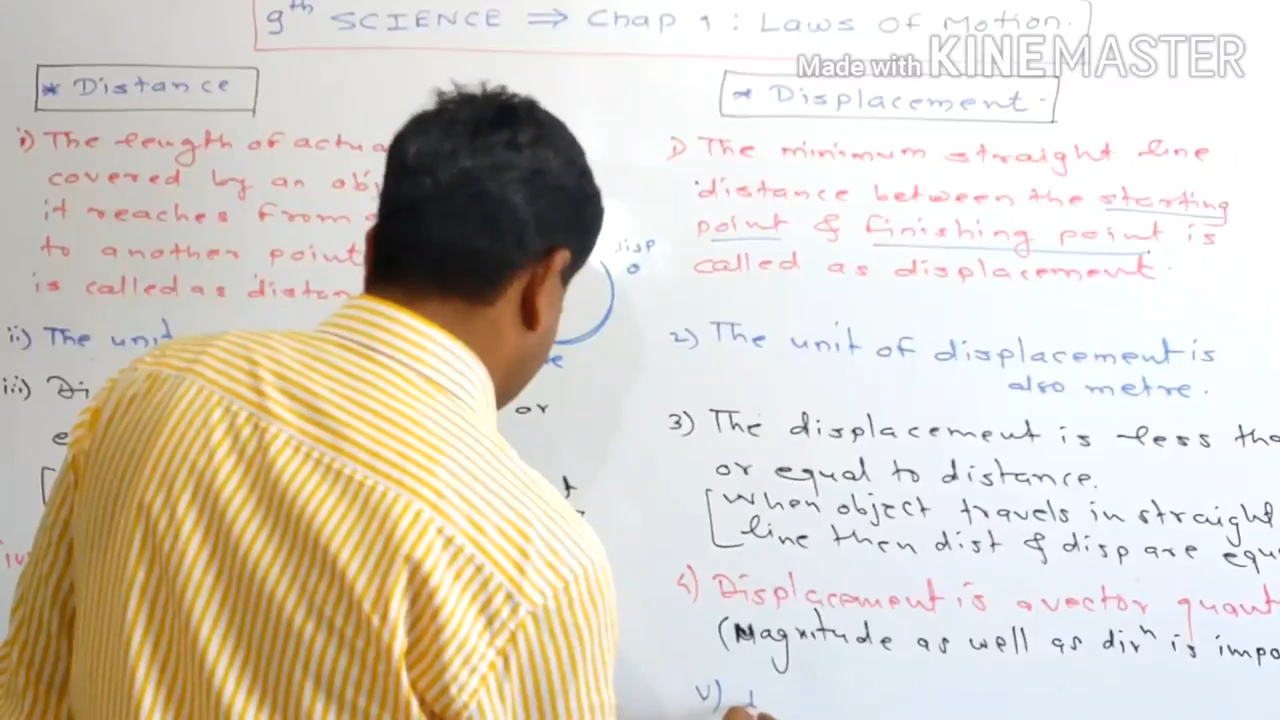 9th SCIENCE ⇒ Chap 1 : Laws of Motion.
Made with KINEMASTER
* Distance
i) The length of actua
covered by an obj
it reaches from
to another point
is called as distan
ii) The unit
iii) Di
or
disp
0
* Displacement.
1) The minimum straight line
distance between the starting
point & finishing point is
called as displacement.
2) The unit of displacement is
also metre.
3) The displacement is less tha
or equal to distance.
[When object travels in straight
line then dist & disp are equ
4) Displacement is a vector quant
(Magnitude as well as dirⁿ is impo
v)